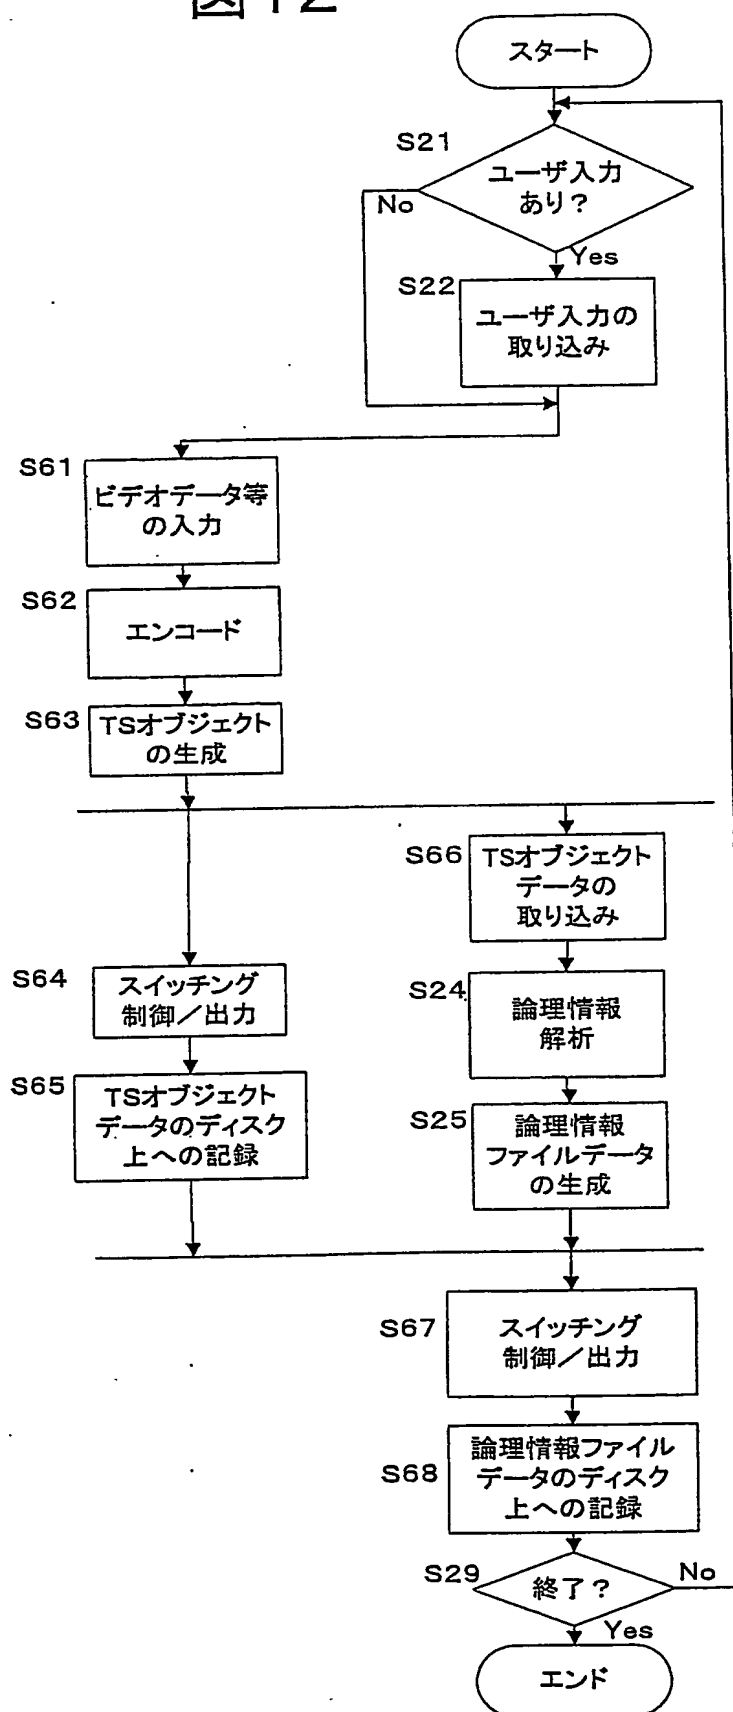 図12
スタート
S21
ユーザ入力
あり？
No
Yes
S22
ユーザ入力の
取り込み
S61
ビデオデータ等
の入力
S62
エンコード
S63
TSオブジェクト
の生成
S66
TSオブジェクト
データの
取り込み
S64
スイッチング
制御／出力
S24
論理情報
解析
S65
TSオブジェクト
データのディスク
上への記録
S25
論理情報
ファイルデータ
の生成
S67
スイッチング
制御／出力
S68
論理情報ファイル
データのディスク
上への記録
S29
終了？
No
Yes
エンド